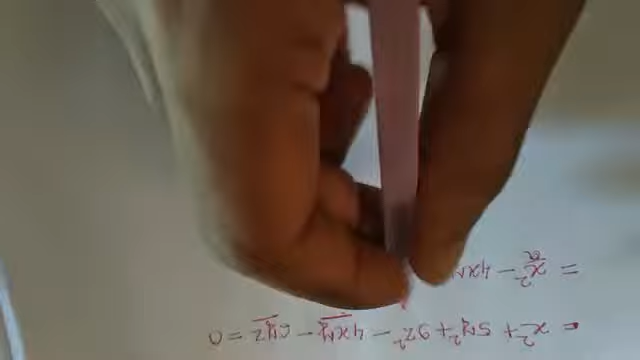 = x² + 5y² + 9z² - 4xy - 6yz = 0
= x² - 4xy